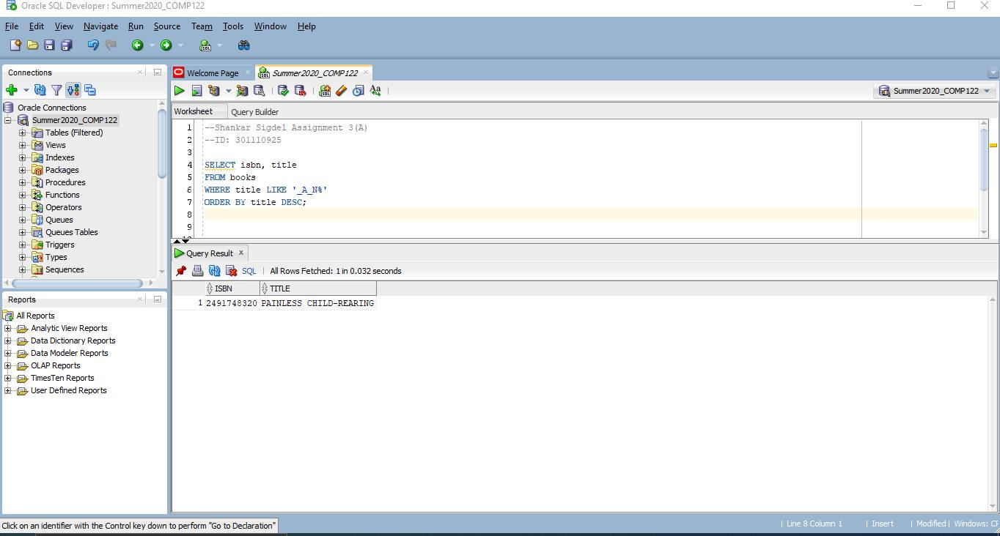 Oracle SQL Developer : Summer2020_COMP122
File Edit View Navigate Run Source Team Tools Window Help
Connections
Oracle Connections
Summer2020_COMP122
Tables (Filtered)
Views
Indexes
Packages
Procedures
Functions
Operators
Queues
Queues Tables
Triggers
Types
Sequences
Reports
All Reports
Analytic View Reports
Data Dictionary Reports
Data Modeler Reports
OLAP Reports
TimesTen Reports
User Defined Reports
Welcome Page Summer2020_COMP122
Summer2020_COMP122
Worksheet Query Builder
1 --Shankar Sigdel Assignment 3(A)
2 --ID: 301110925
3
4 SELECT isbn, title
5 FROM books
6 WHERE title LIKE '_A_N%'
7 ORDER BY title DESC;
8
9
Query Result
SQL | All Rows Fetched: 1 in 0.032 seconds
ISBN TITLE
1 2491748320 PAINLESS CHILD-REARING
Click on an identifier with the Control key down to perform "Go to Declaration"
| Line 8 Column 1 | Insert | Modified | Windows: CF